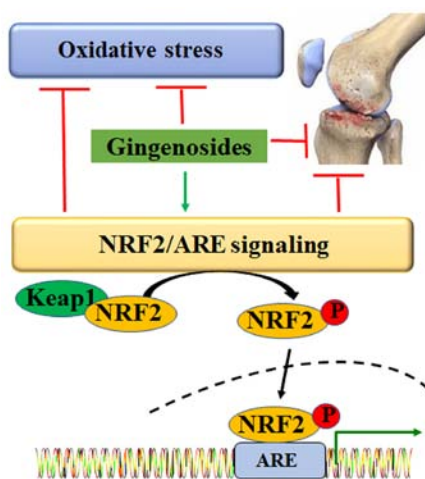 Oxidative stress
Gingenosides
NRF2/ARE signaling
Keap1
NRF2
NRF2
P
NRF2
P
ARE